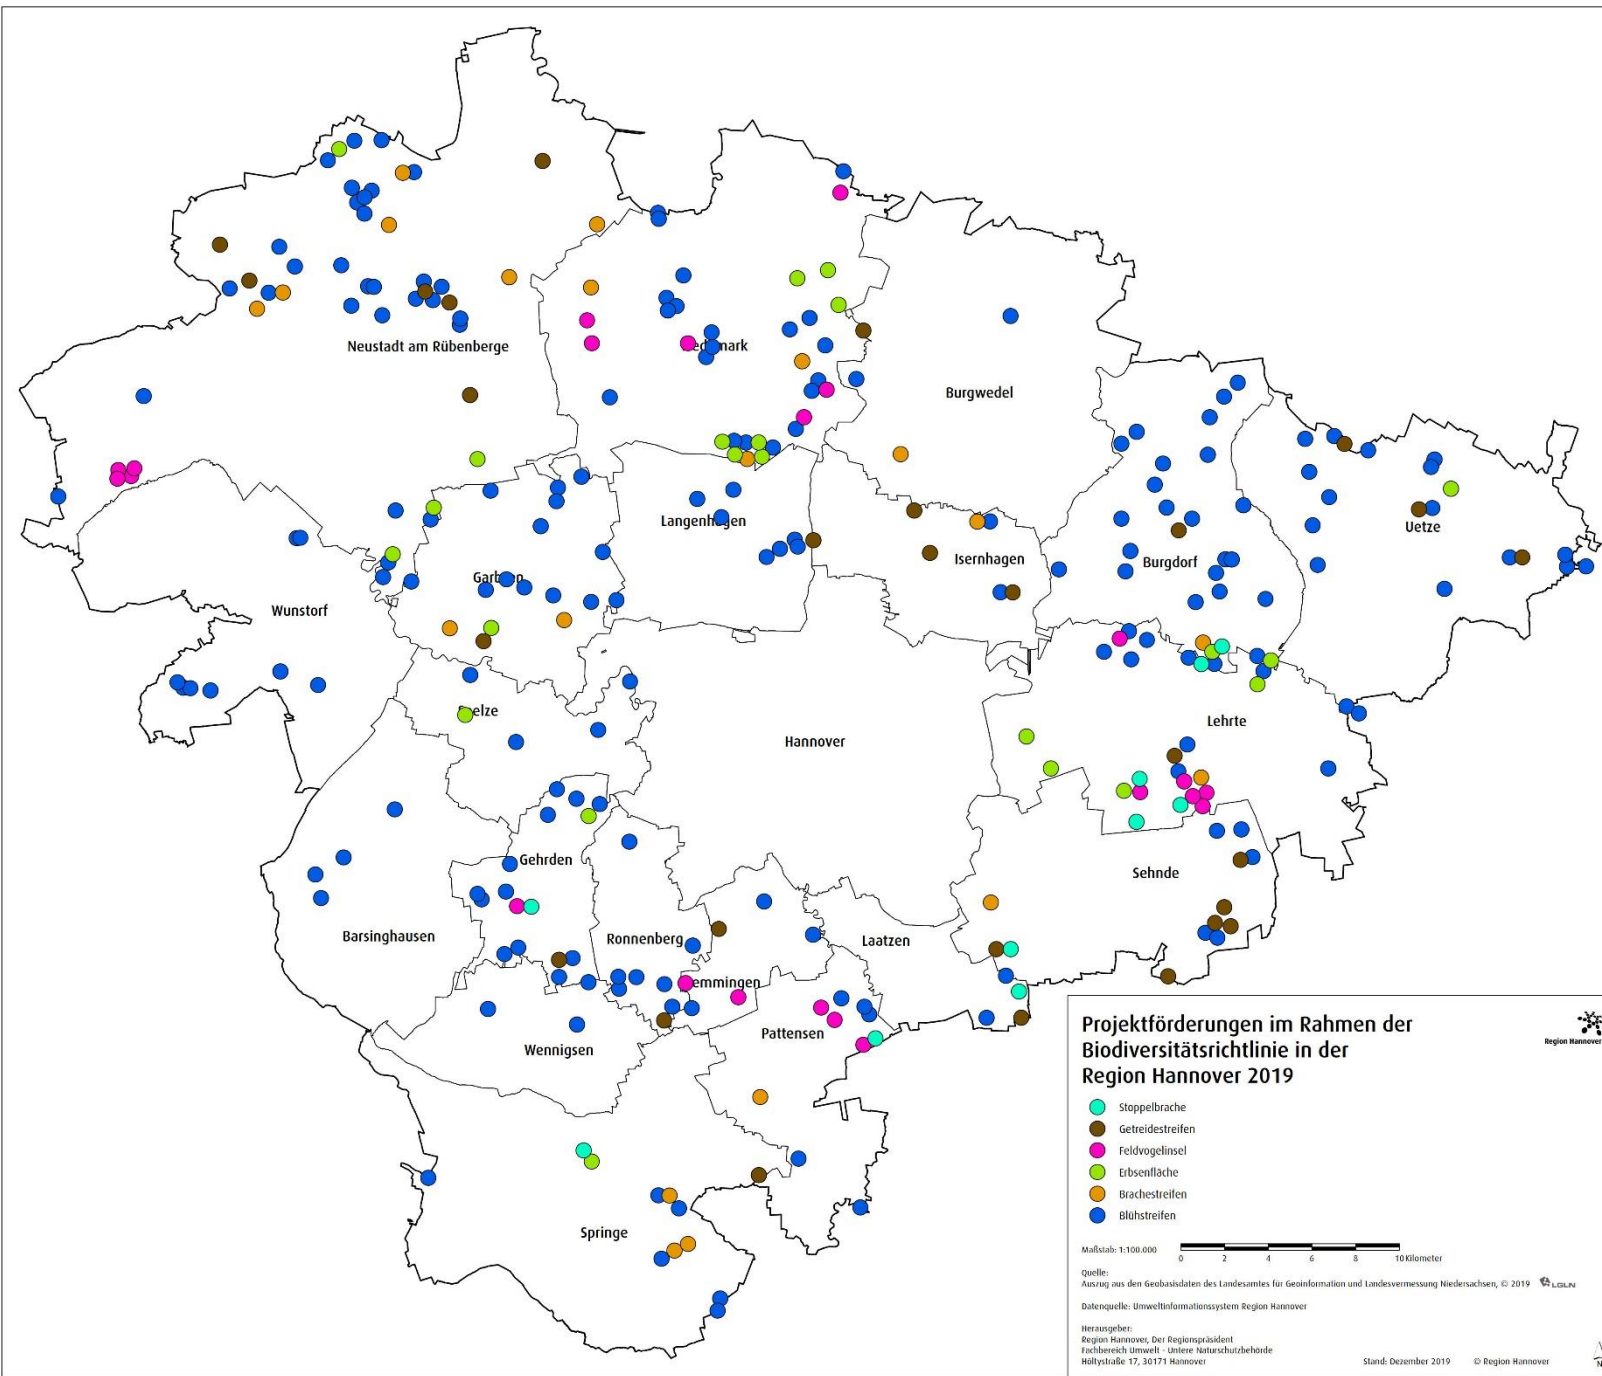 Neustadt am Rübenberge
Burgwedel
Langenhagen
Isernhagen
Burgdorf
Uetze
Wunstorf
Lehrte
Hannover
Gehrden
Sehnde
Barsinghausen
Ronnenberg
Laatzen
emmingen
Pattensen
Wennigsen
Springe
Projektförderungen im Rahmen der
Biodiversitätsrichtlinie in der
Region Hannover 2019
Region Hannover
Stoppelbrache
Getreidestreifen
Feldvogelinsel
Erbsenfläche
Brachestreifen
Blühstreifen
Maßstab: 1:100.000
2 4 6 8 10 Kilometer
Quelle:
Auszug aus den Geobasisdaten des Landesamtes für Geoinformation und Landesvermessung Niedersachsen, © 2019 LGLN
Datenquelle: Umweltinformationssystem Region Hannover
Herausgeber:
Region Hannover, Der Regionspräsident
Fachbereich Umwelt - Untere Naturschutzbehörde
Höltystraße 17, 30171 Hannover
Stand: Dezember 2019 © Region Hannover
N